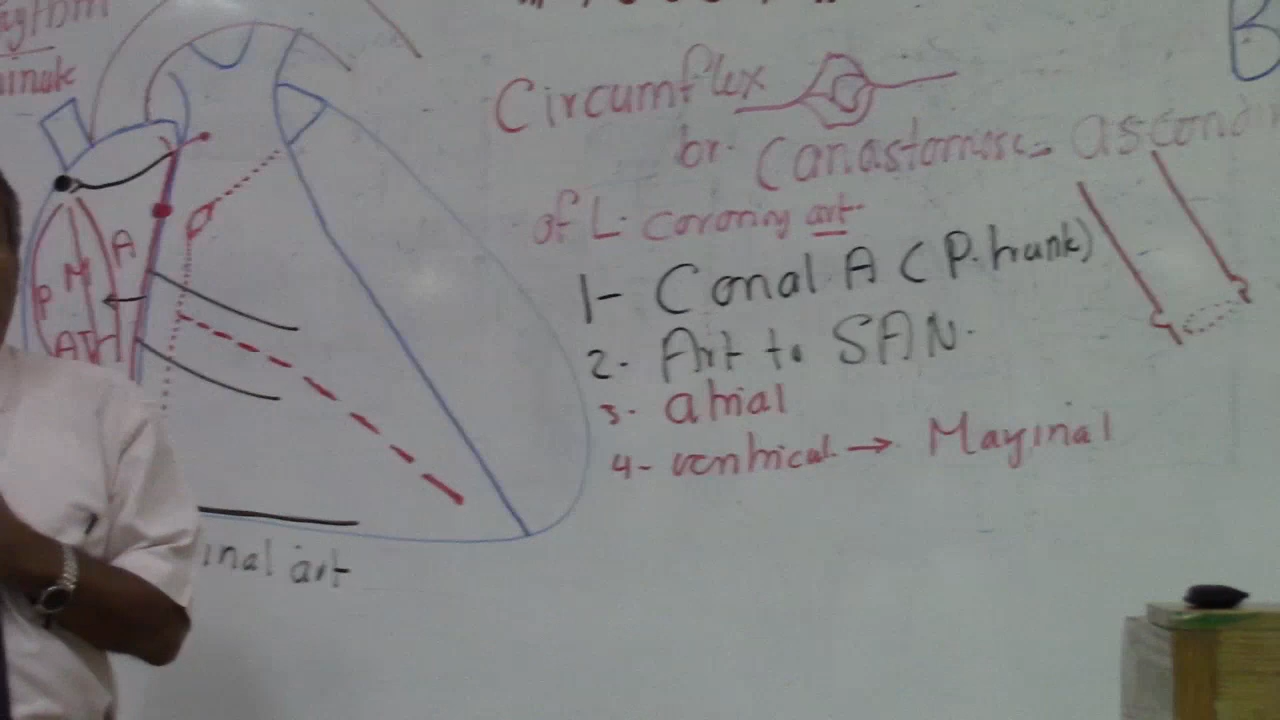 Circumflex
br. (anastomose - ascend
of L. coronary art.
1- Conal A (P. trunk)
2. Art to SAN.
3. atrial
4- ventrical → Marginal
A
M
P
inal art
B